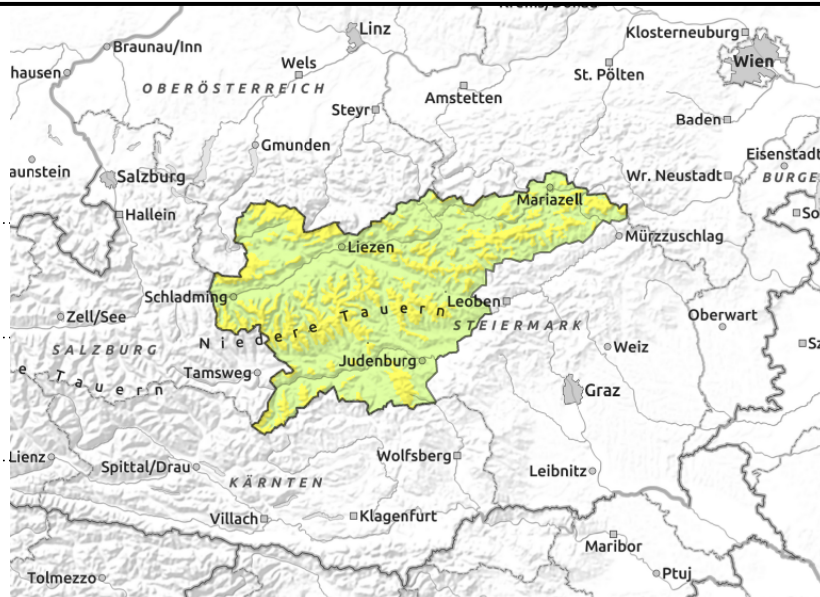 Linz
Klosterneuburg
Braunau/Inn
Wels
Wien
hausen
St. Pölten
OBERÖSTERREICH
Amstetten
Steyr
Baden
Gmunden
Eisenstadt
aunstein
Salzburg
Wr. Neustadt
BURGE
Mariazell
Hallein
So
Mürzzuschlag
Liezen
Schladming
Leoben
Zell/See
Niedere Tauern
STEIERMARK
Oberwart
SALZBURG
Weiz
Sz
Judenburg
e Tauern
Tamsweg
Graz
Lienz
Spittal/Drau
Wolfsberg
Leibnitz
KÄRNTEN
Villach
Klagenfurt
Maribor
Tolmezzo
Ptuj